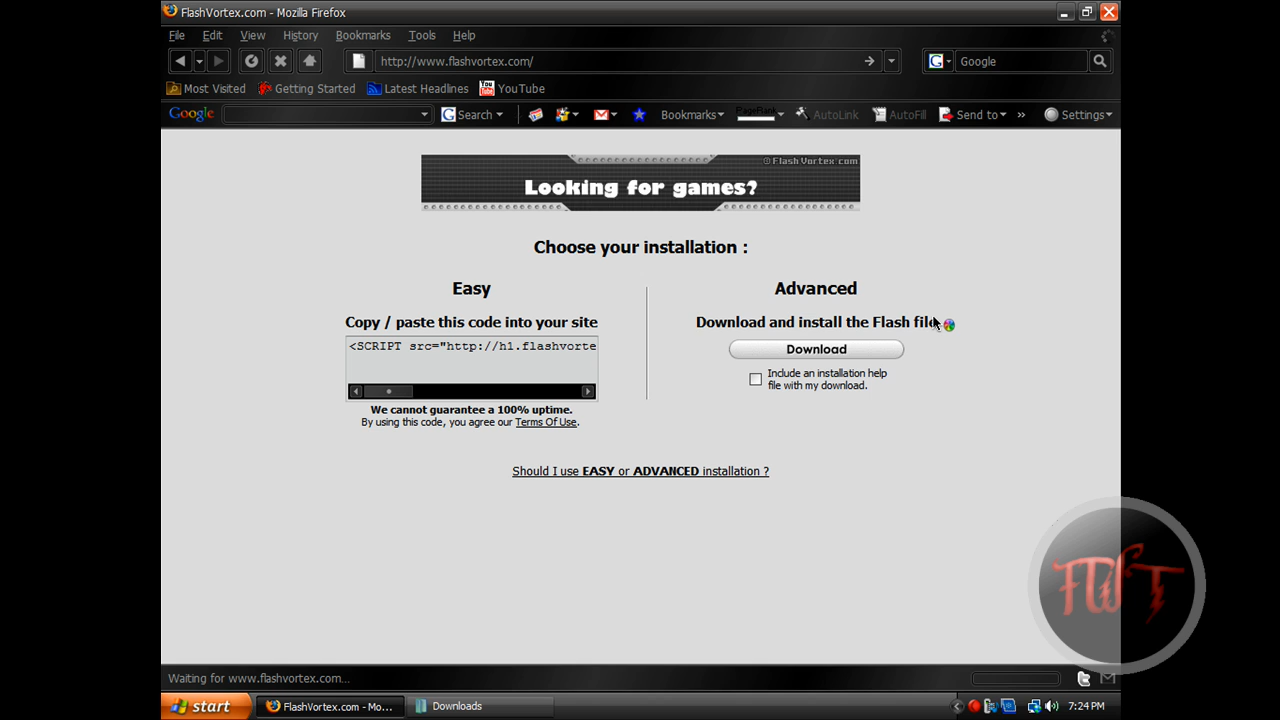 FlashVortex.com - Mozilla Firefox
File Edit View History Bookmarks Tools Help
http://www.flashvortex.com/
Google
Most Visited Getting Started Latest Headlines You Tube YouTube
Google Search Bookmarks PageRank AutoLink AutoFill Send to » Settings
© FlashVortex.com
Looking for games?
Choose your installation :
Easy
Copy / paste this code into your site
<SCRIPT src="http://h1.flashvorte
We cannot guarantee a 100% uptime.
By using this code, you agree our Terms Of Use.
Advanced
Download and install the Flash file
Download
Include an installation help
file with my download.
Should I use EASY or ADVANCED installation ?
FWT
Waiting for www.flashvortex.com...
start FlashVortex.com - Mo... Downloads 7:24 PM